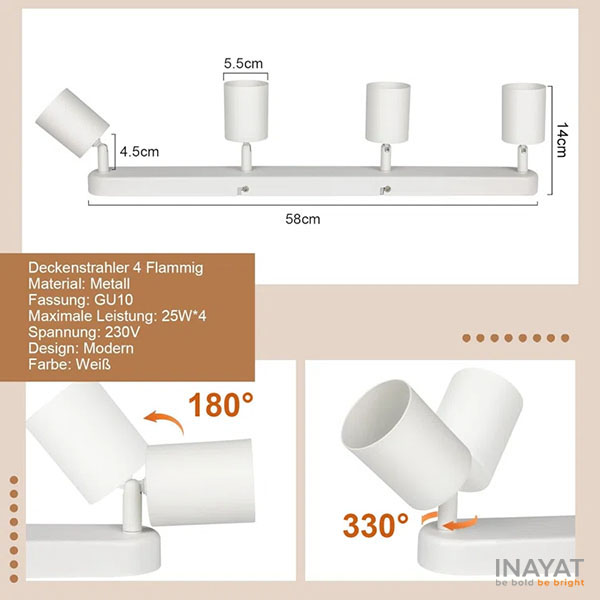 5.5cm
4.5cm
14cm
58cm
Deckenstrahler 4 Flammig
Material: Metall
Fassung: GU10
Maximale Leistung: 25W*4
Spannung: 230V
Design: Modern
Farbe: Weiß
180°
330°
INAYAT
be bold be bright